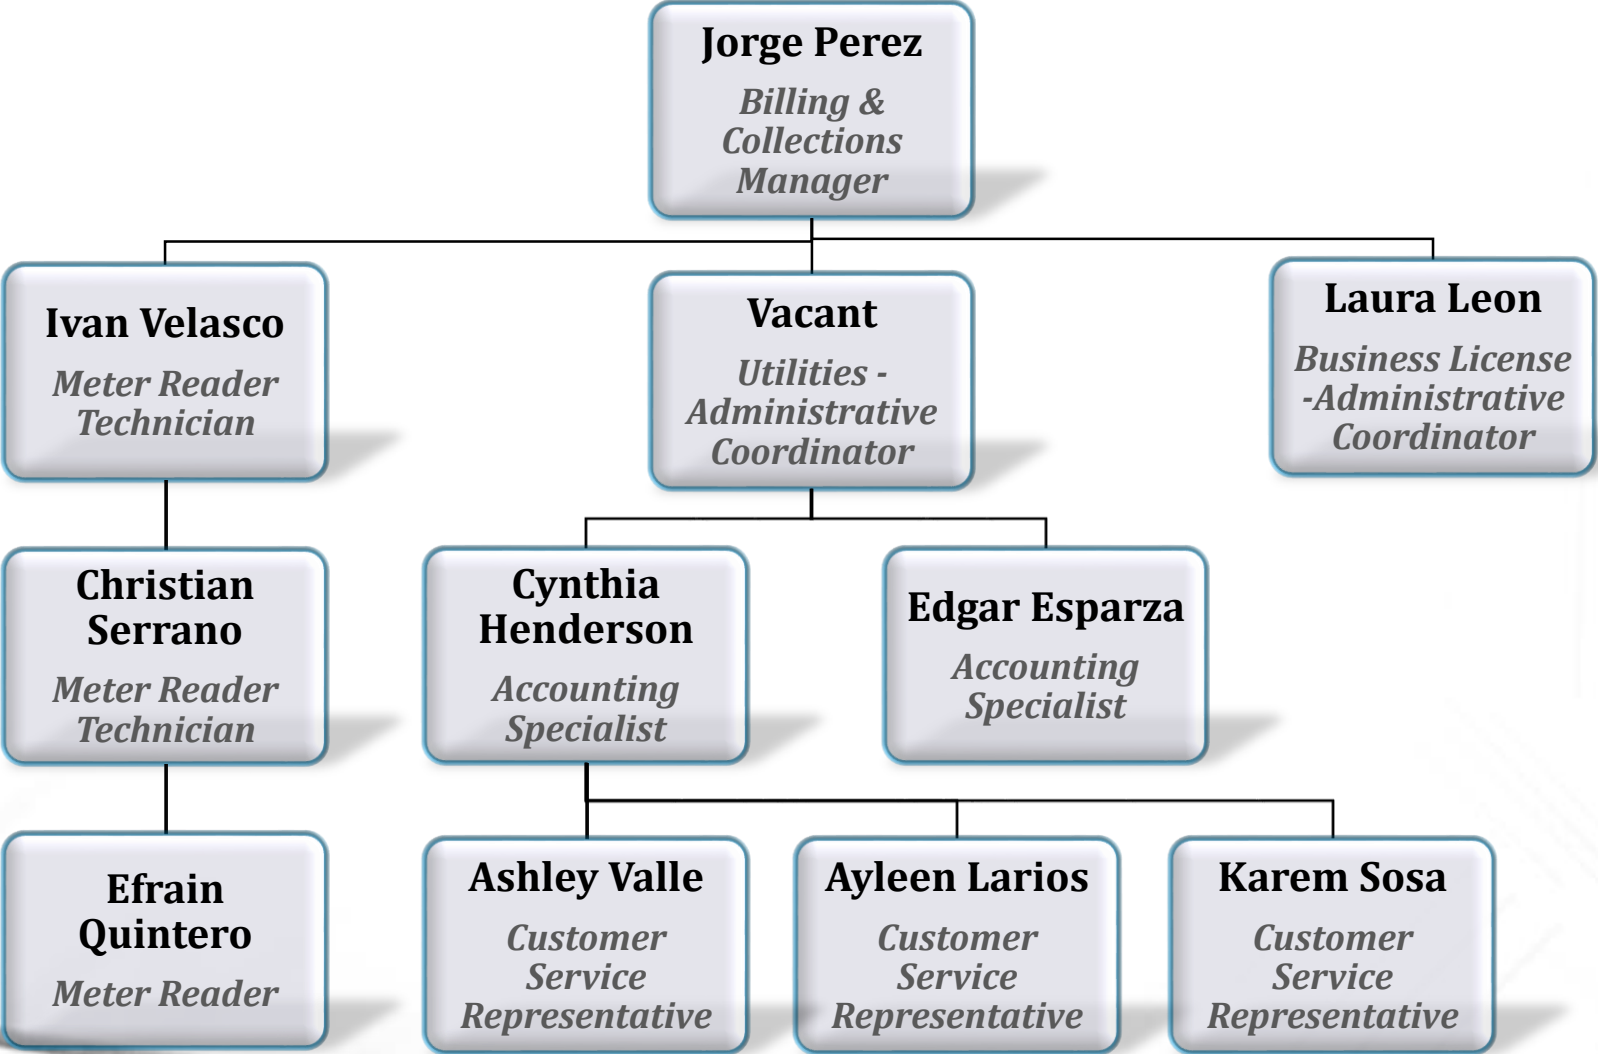 Jorge Perez
Billing &
Collections
Manager
Ivan Velasco
Meter Reader
Technician
Vacant
Utilities -
Administrative
Coordinator
Laura Leon
Business License
-Administrative
Coordinator
Christian
Serrano
Meter Reader
Technician
Cynthia
Henderson
Accounting
Specialist
Edgar Esparza
Accounting
Specialist
Efrain
Quintero
Meter Reader
Ashley Valle
Customer
Service
Representative
Ayleen Larios
Customer
Service
Representative
Karem Sosa
Customer
Service
Representative